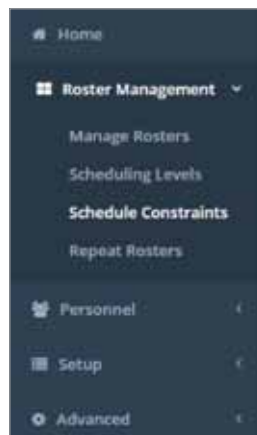 Home
Roster Management
Manage Rosters
Scheduling Levels
Schedule Constraints
Repeat Rosters
Personnel
Setup
Advanced